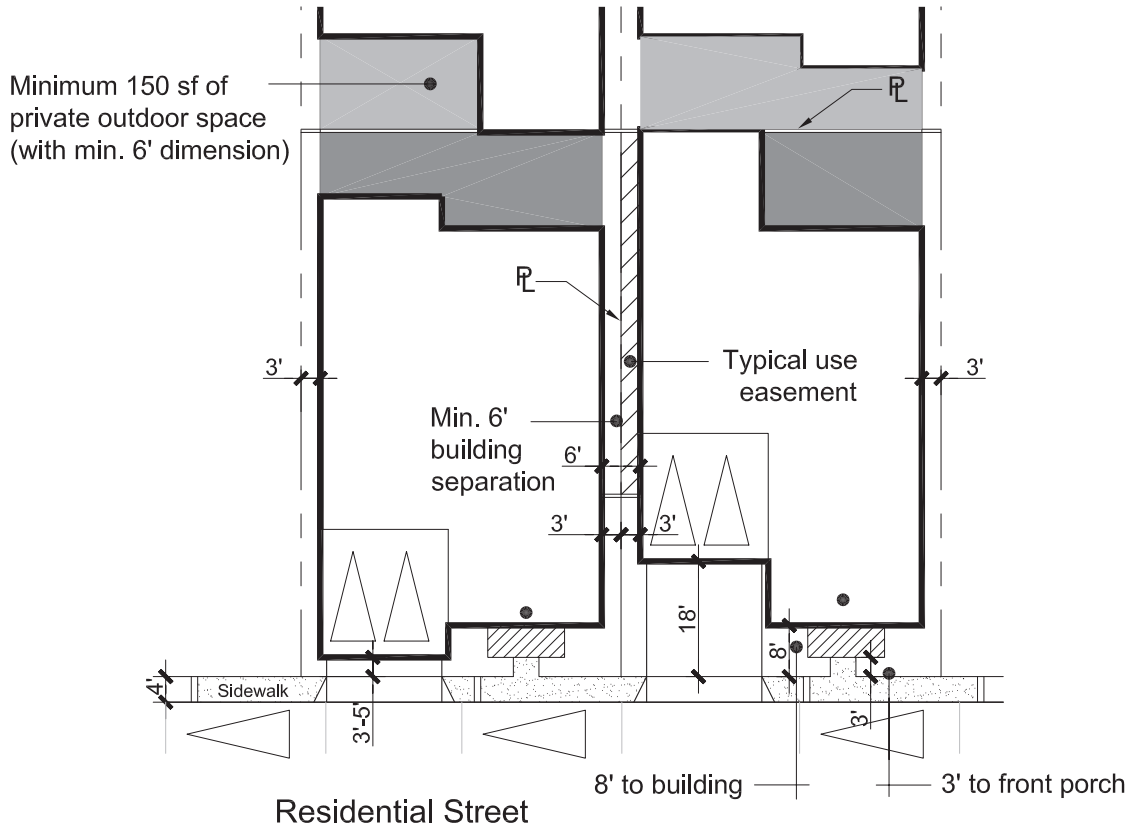 Minimum 150 sf of
private outdoor space
(with min. 6' dimension)
℄
℄
3'
Typical use
easement
3'
Min. 6'
building
separation
6'
3'
3'
18'
8'
4'
Sidewalk
3'-5'
3'
8' to building
3' to front porch
Residential Street